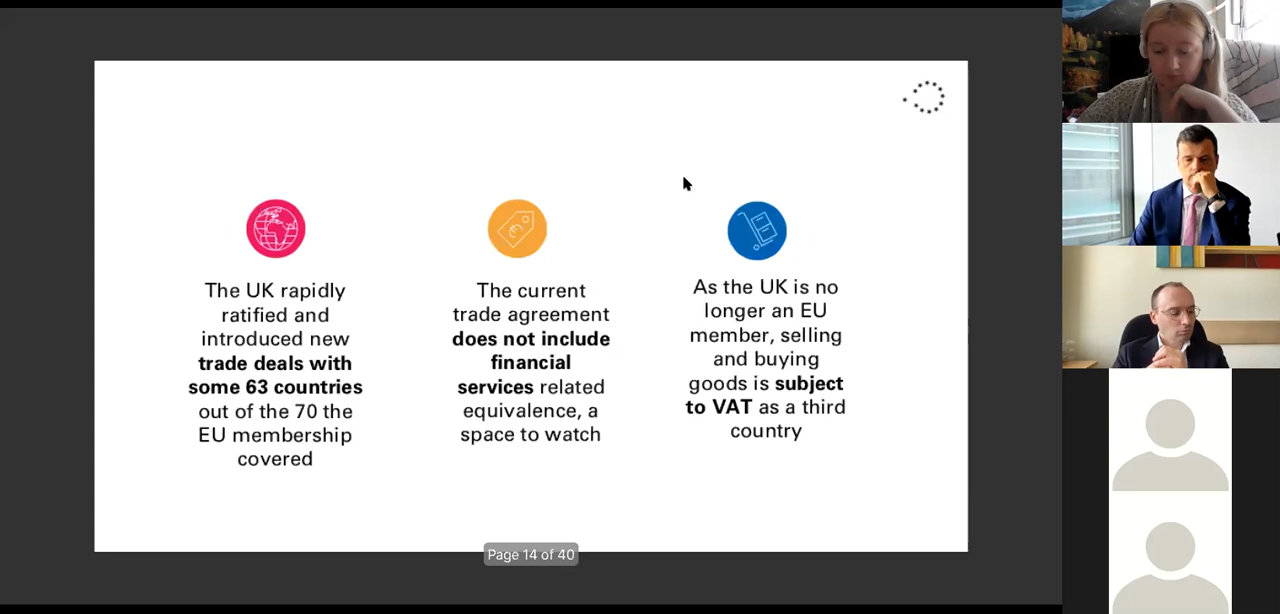 The UK rapidly
ratified and
introduced new
trade deals with
some 63 countries
out of the 70 the
EU membership
covered
The current
trade agreement
does not include
financial
services related
equivalence, a
space to watch
As the UK is no
longer an EU
member, selling
and buying
goods is subject
to VAT as a third
country
Page 14 of 40